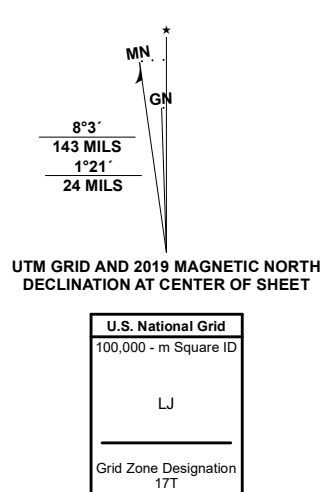 ★
MN
GN
8°3´
143 MILS
1°21´
24 MILS
UTM GRID AND 2019 MAGNETIC NORTH
DECLINATION AT CENTER OF SHEET
U.S. National Grid
100,000 - m Square ID
LJ
Grid Zone Designation
17T